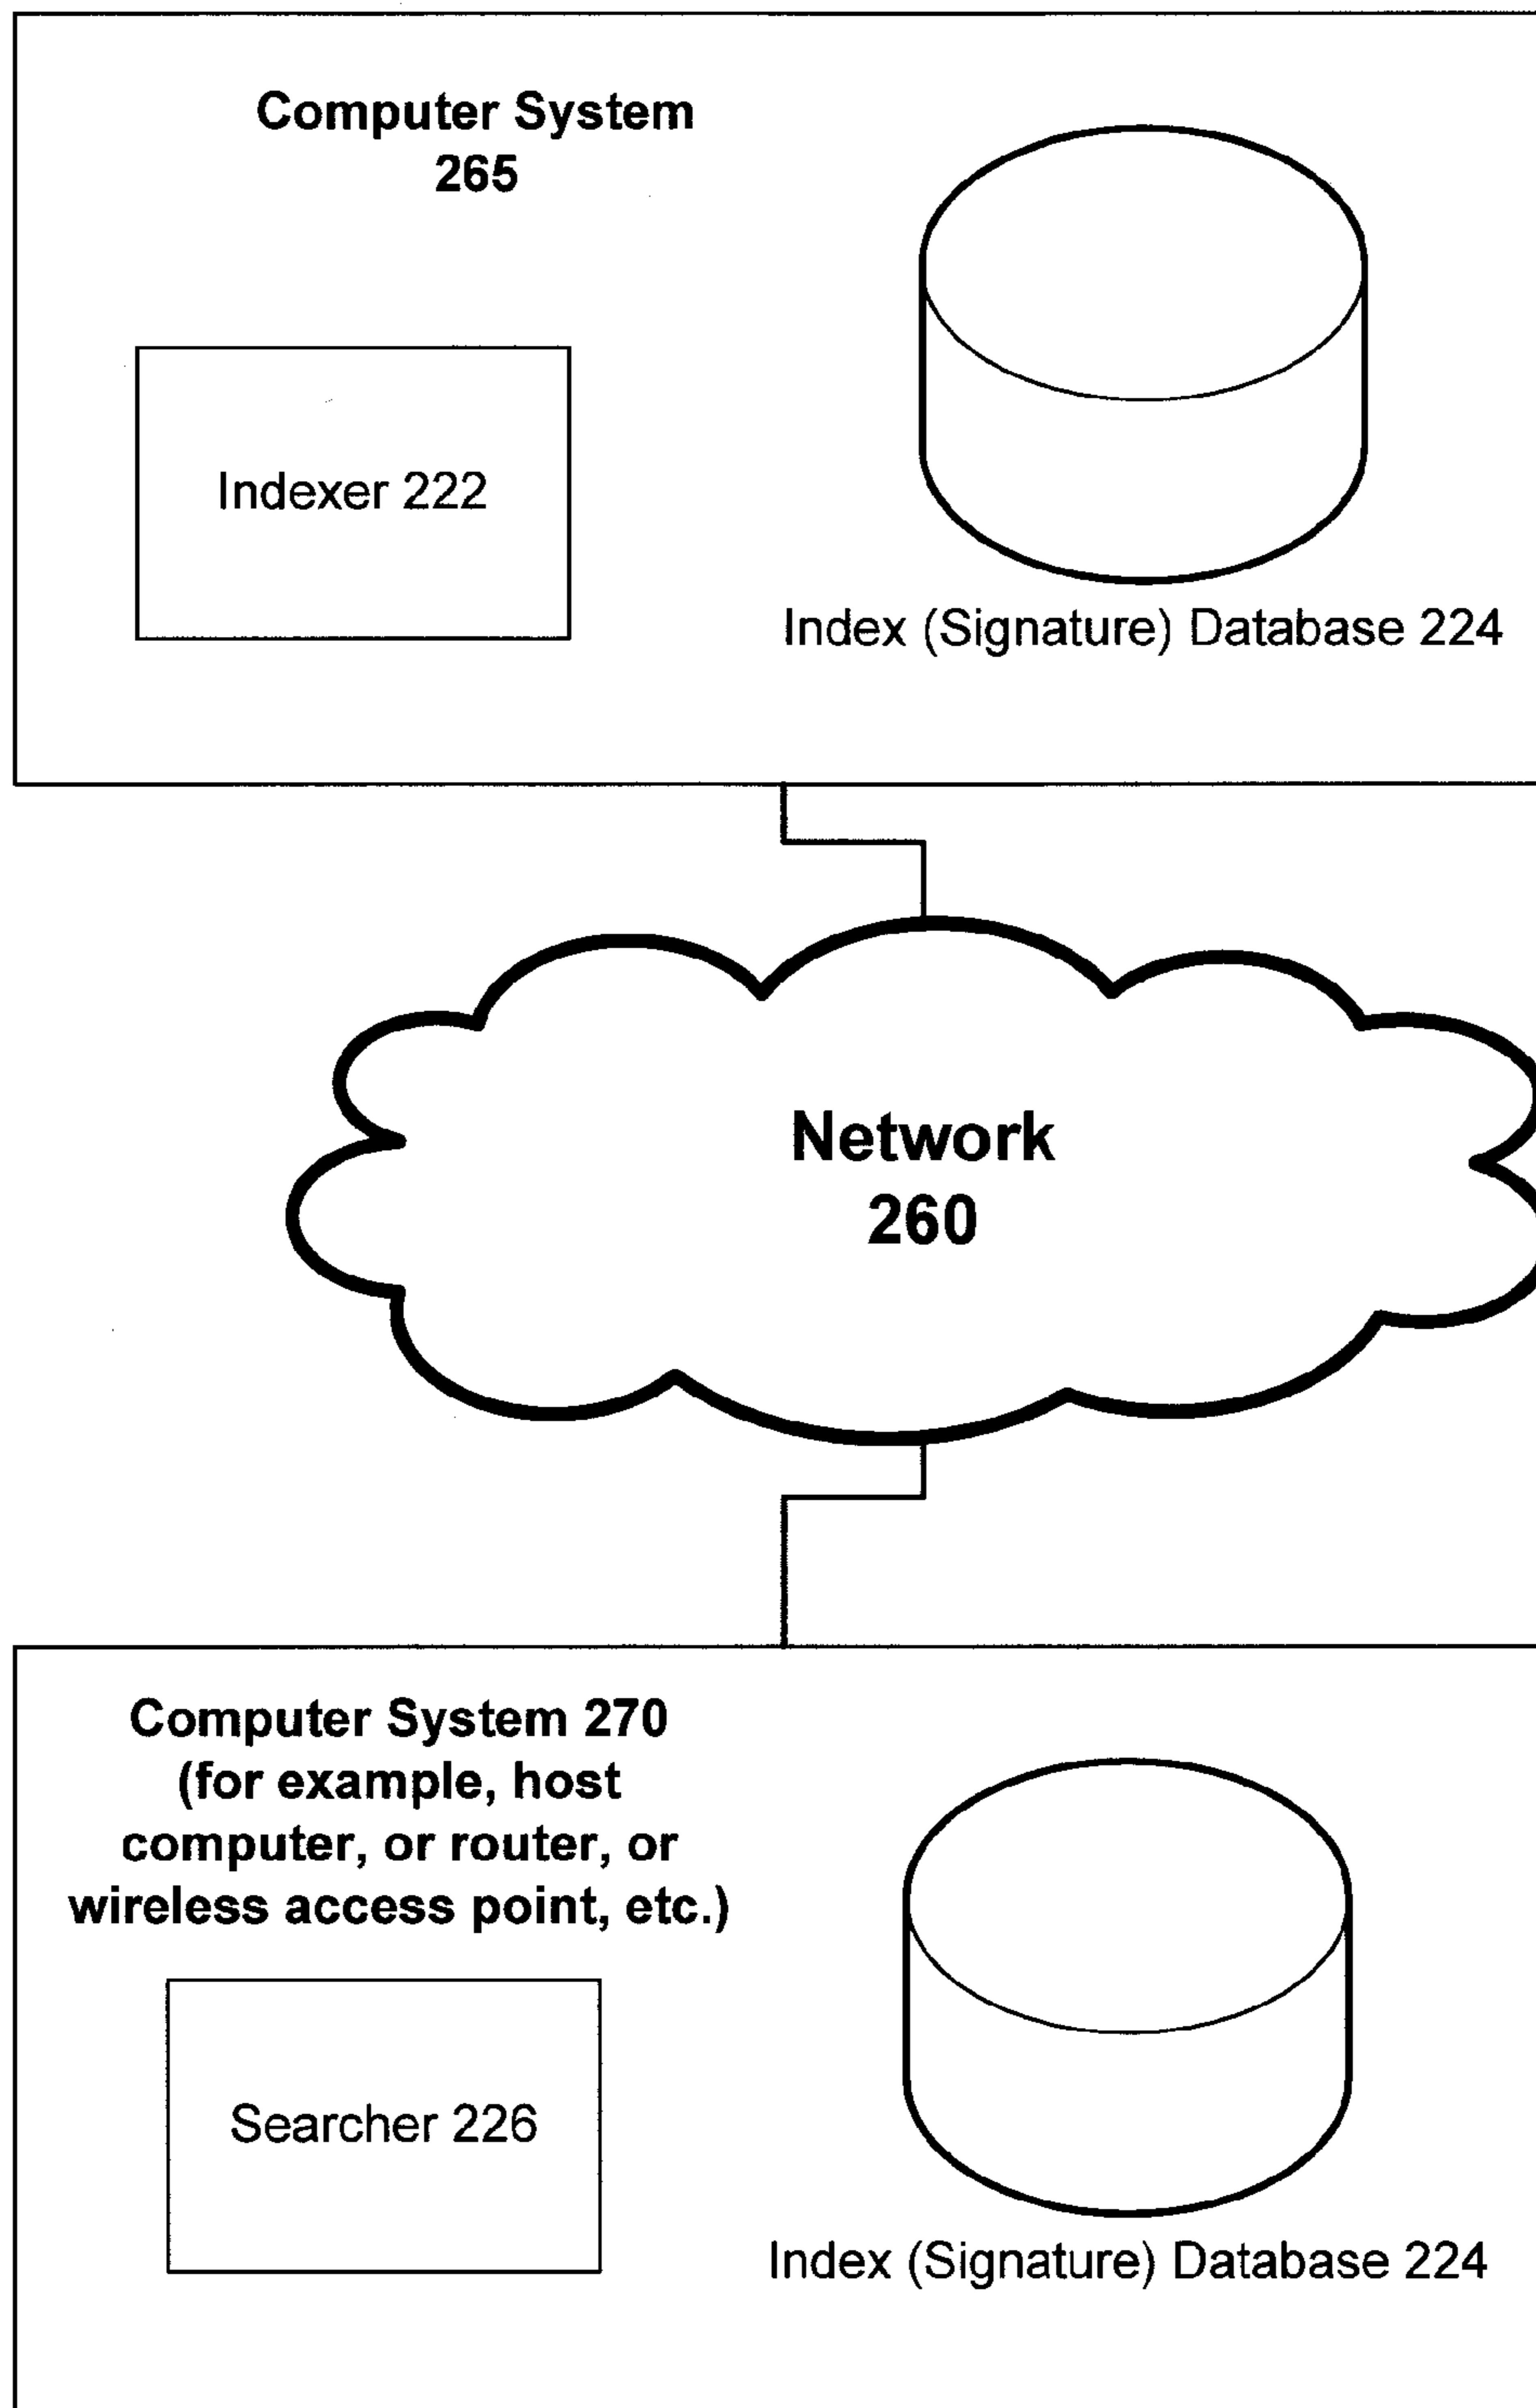 Computer System
265
Indexer 222
Index (Signature) Database 224
Network
260
Computer System 270
(for example, host
computer, or router, or
wireless access point, etc.)
Searcher 226
Index (Signature) Database 224